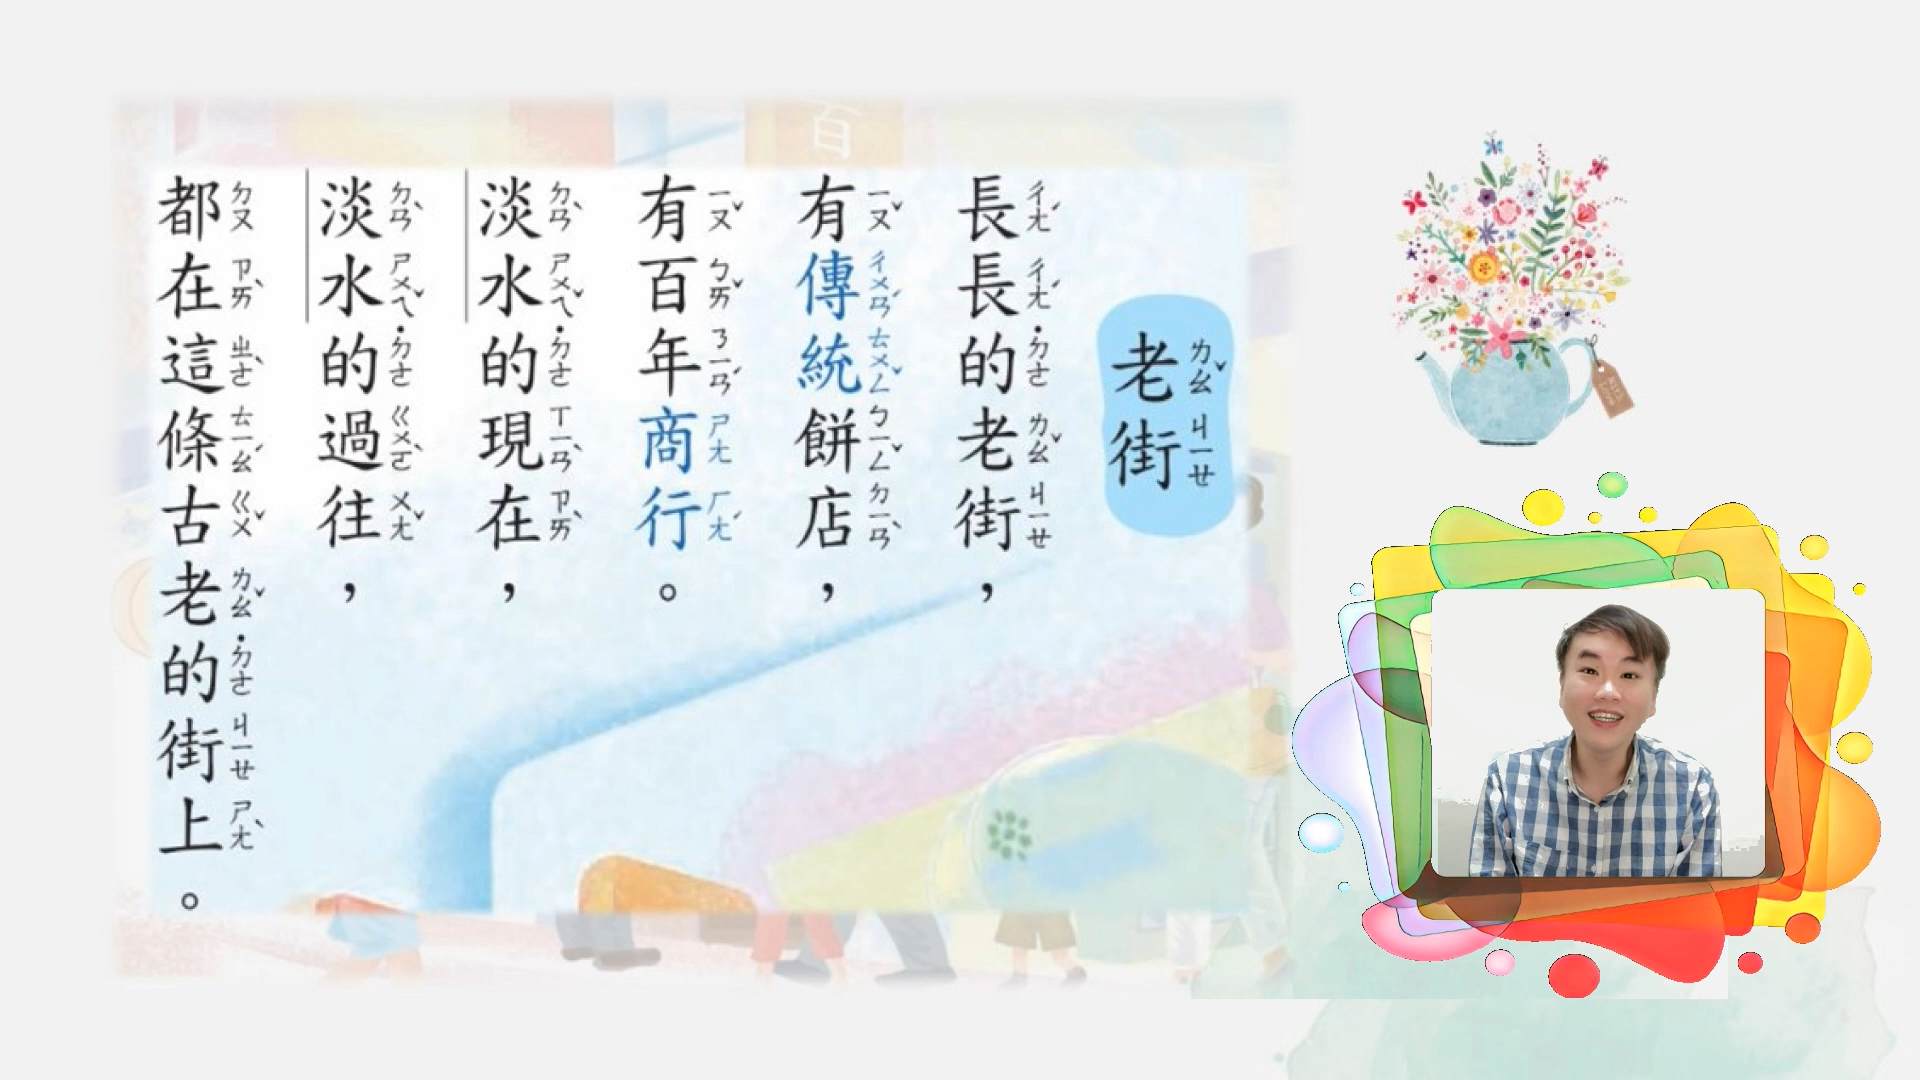 老街
長長的老街，
有傳統餅店，
有百年商行。
淡水的現在，
淡水的過往，
都在這條古老的街上。
百